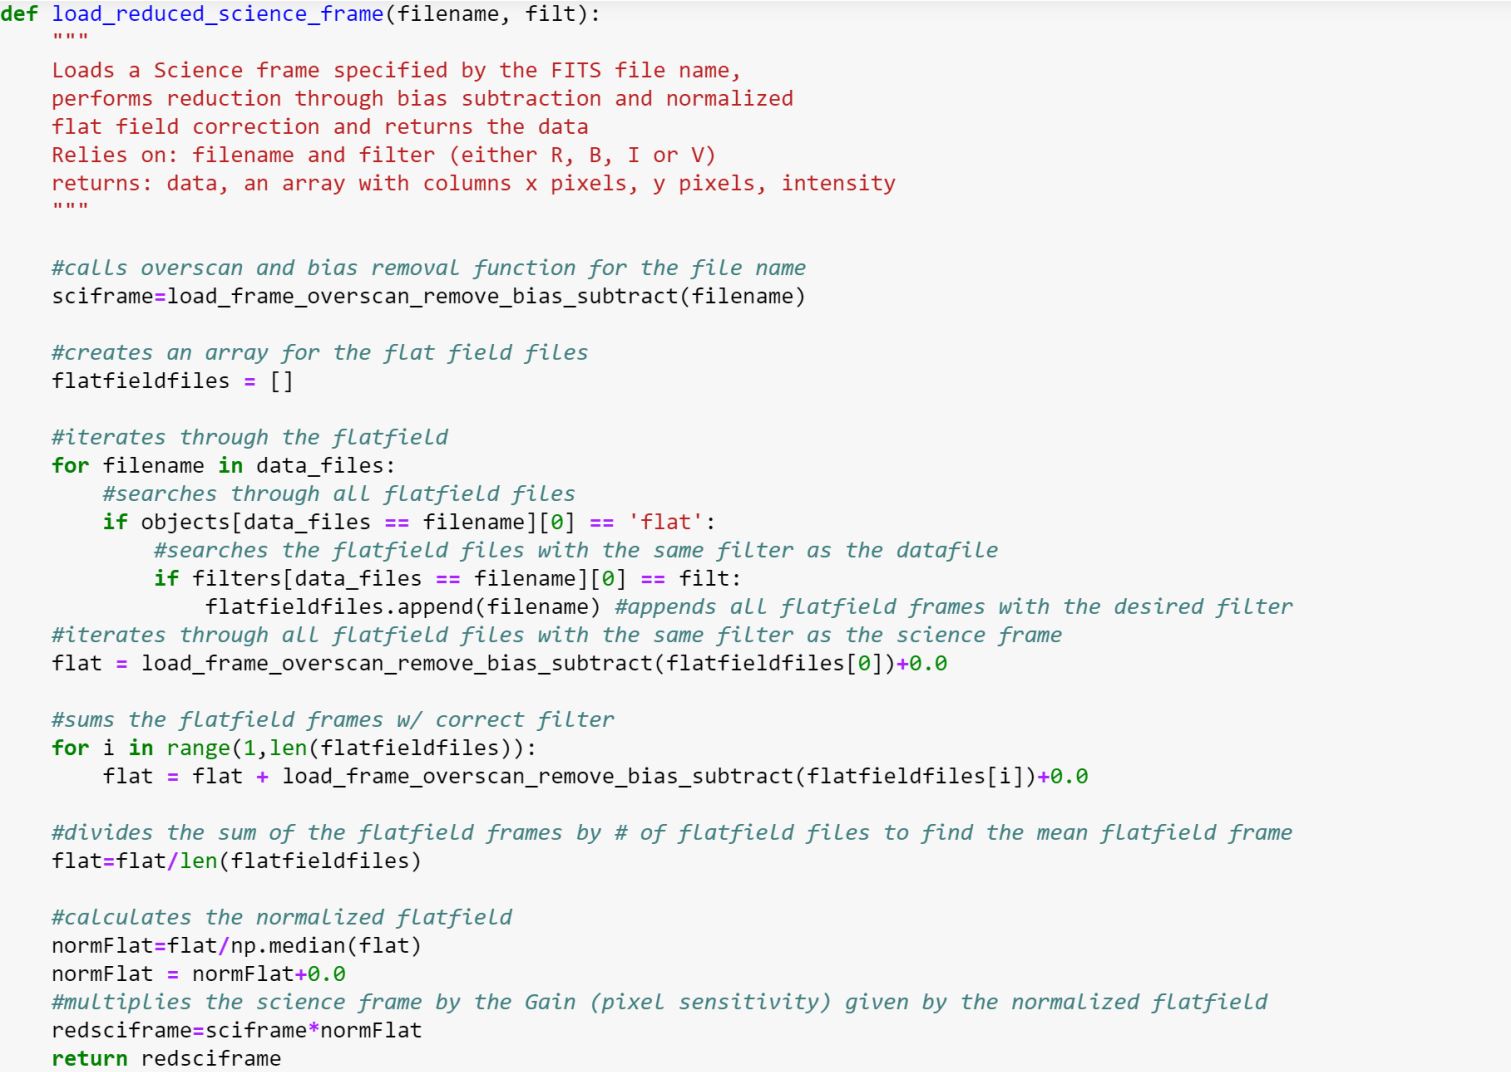 def load_reduced_science_frame(filename, filt):
    """
    Loads a Science frame specified by the FITS file name,
    performs reduction through bias subtraction and normalized
    flat field correction and returns the data
    Relies on: filename and filter (either R, B, I or V)
    returns: data, an array with columns x pixels, y pixels, intensity
    """

    #calls overscan and bias removal function for the file name
    sciframe=load_frame_overscan_remove_bias_subtract(filename)

    #creates an array for the flat field files
    flatfieldfiles = []

    #iterates through the flatfield
    for filename in data_files:
        #searches through all flatfield files
        if objects[data_files == filename][0] == 'flat':
            #searches the flatfield files with the same filter as the datafile
            if filters[data_files == filename][0] == filt:
                flatfieldfiles.append(filename) #appends all flatfield frames with the desired filter
    #iterates through all flatfield files with the same filter as the science frame
    flat = load_frame_overscan_remove_bias_subtract(flatfieldfiles[0])+0.0

    #sums the flatfield frames w/ correct filter
    for i in range(1,len(flatfieldfiles)):
        flat = flat + load_frame_overscan_remove_bias_subtract(flatfieldfiles[i])+0.0

    #divides the sum of the flatfield frames by # of flatfield files to find the mean flatfield frame
    flat=flat/len(flatfieldfiles)

    #calculates the normalized flatfield
    normFlat=flat/np.median(flat)
    normFlat = normFlat+0.0
    #multiplies the science frame by the Gain (pixel sensitivity) given by the normalized flatfield
    redsciframe=sciframe*normFlat
    return redsciframe